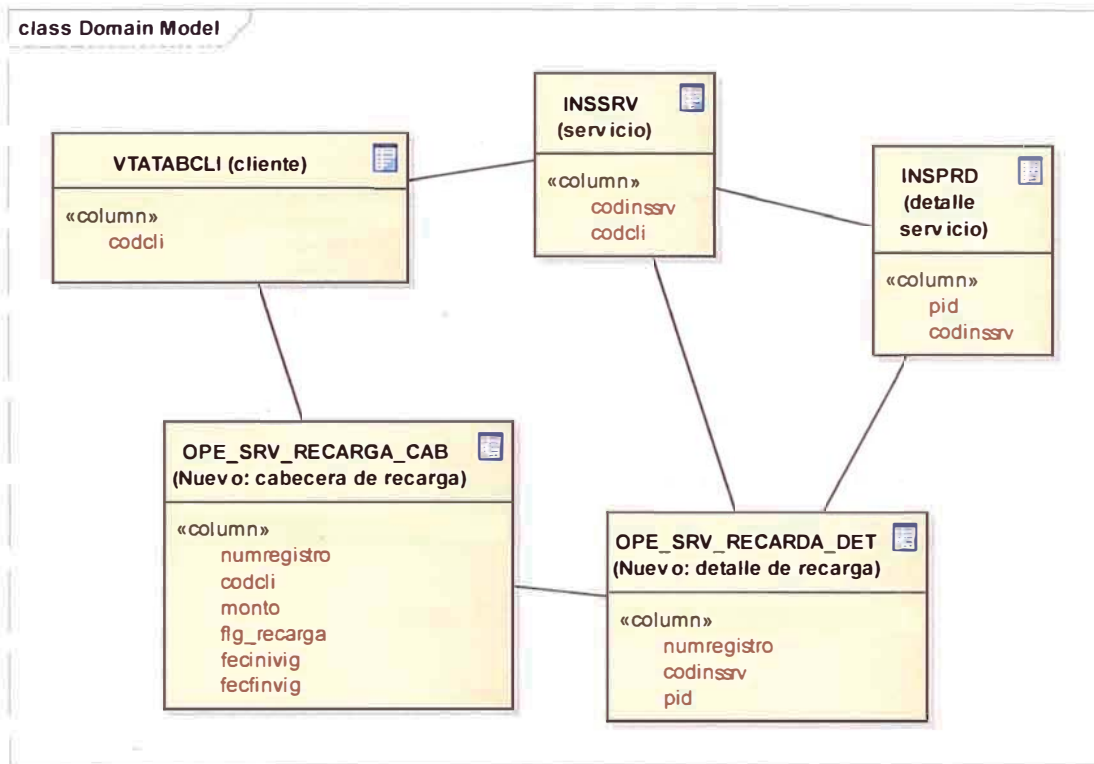 class Domain Model
VTATABCLI (cliente)
«column»
codcli
INSSRV
(servicio)
«column»
codinssrv
codcli
INSPRD
(detalle
servicio)
«column»
pid
codinssrv
OPE_SRV_RECARGA_CAB
(Nuevo: cabecera de recarga)
«column»
numregistro
codcli
monto
flg_recarga
fecinivig
fecfinvig
OPE_SRV_RECARDA_DET
(Nuevo: detalle de recarga)
«column»
numregistro
codinssrv
pid